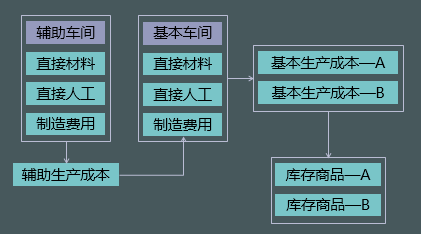 辅助车间
直接材料
直接人工
制造费用
辅助生产成本
基本车间
直接材料
直接人工
制造费用
基本生产成本—A
基本生产成本—B
库存商品—A
库存商品—B